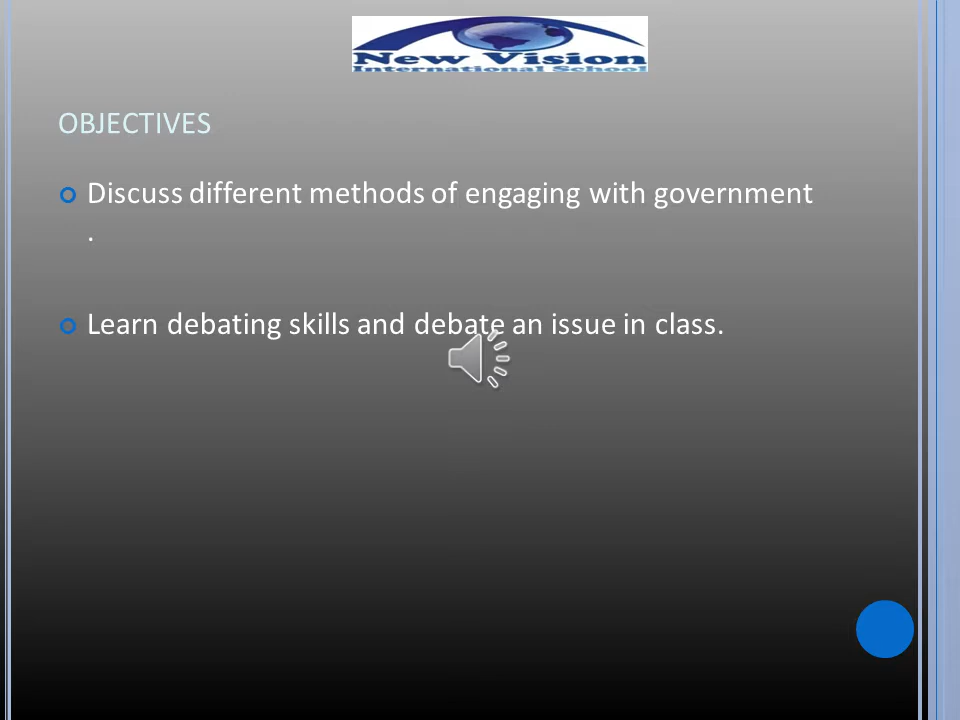 New Vision
International School
OBJECTIVES
Discuss different methods of engaging with government
.
Learn debating skills and debate an issue in class.